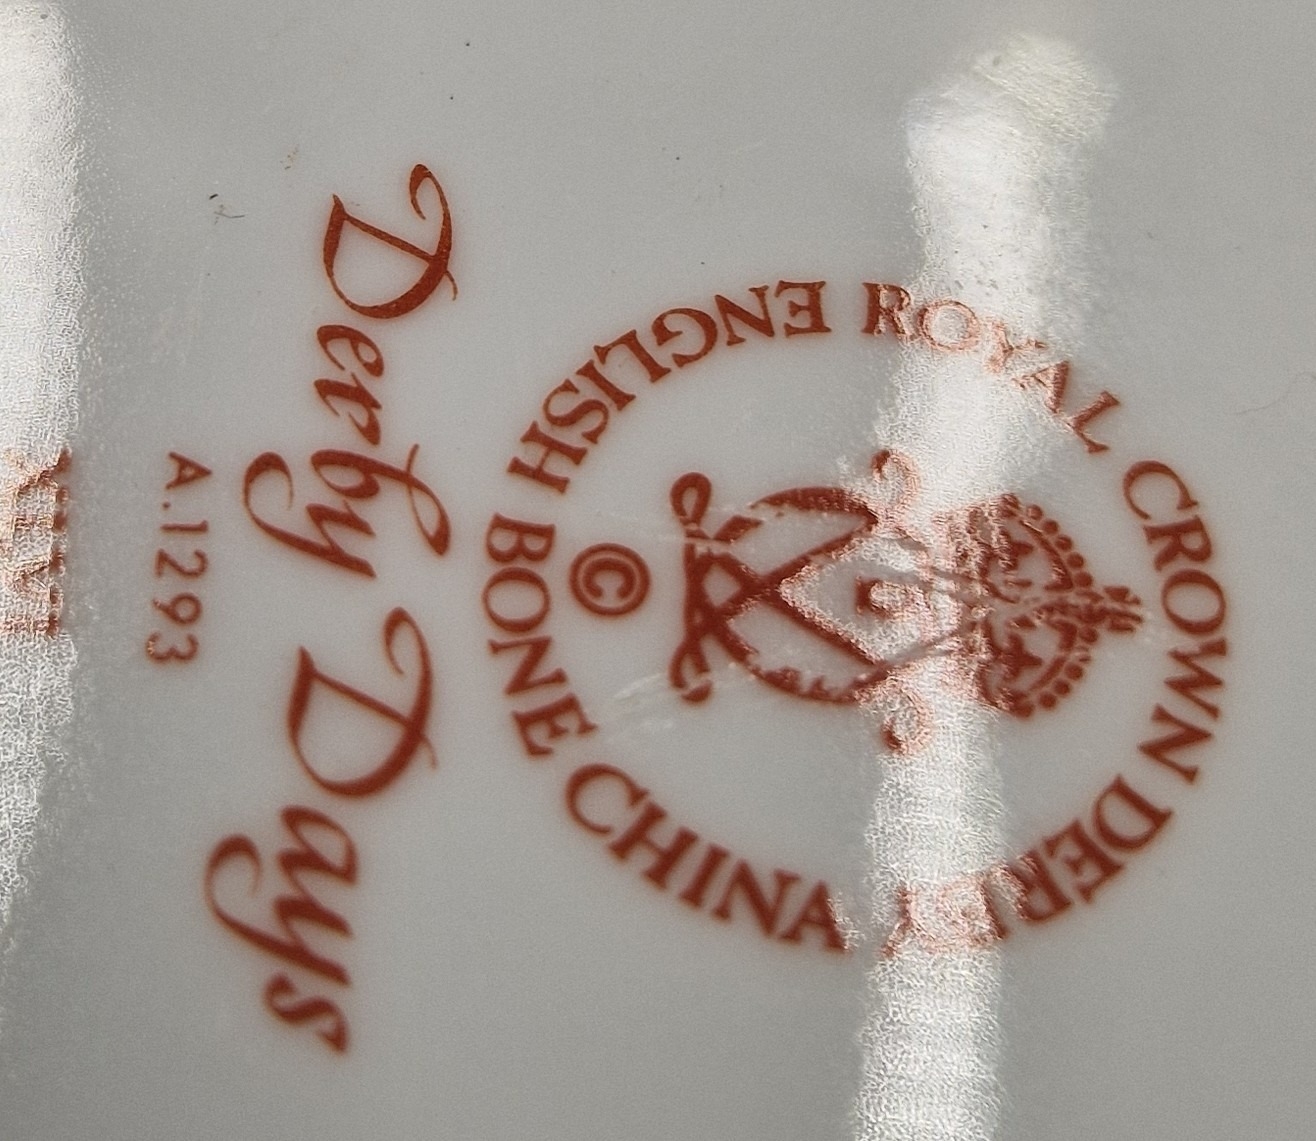 ROYAL CROWN DERBY
ENGLISH BONE CHINA
©
Derby Days
A.1293